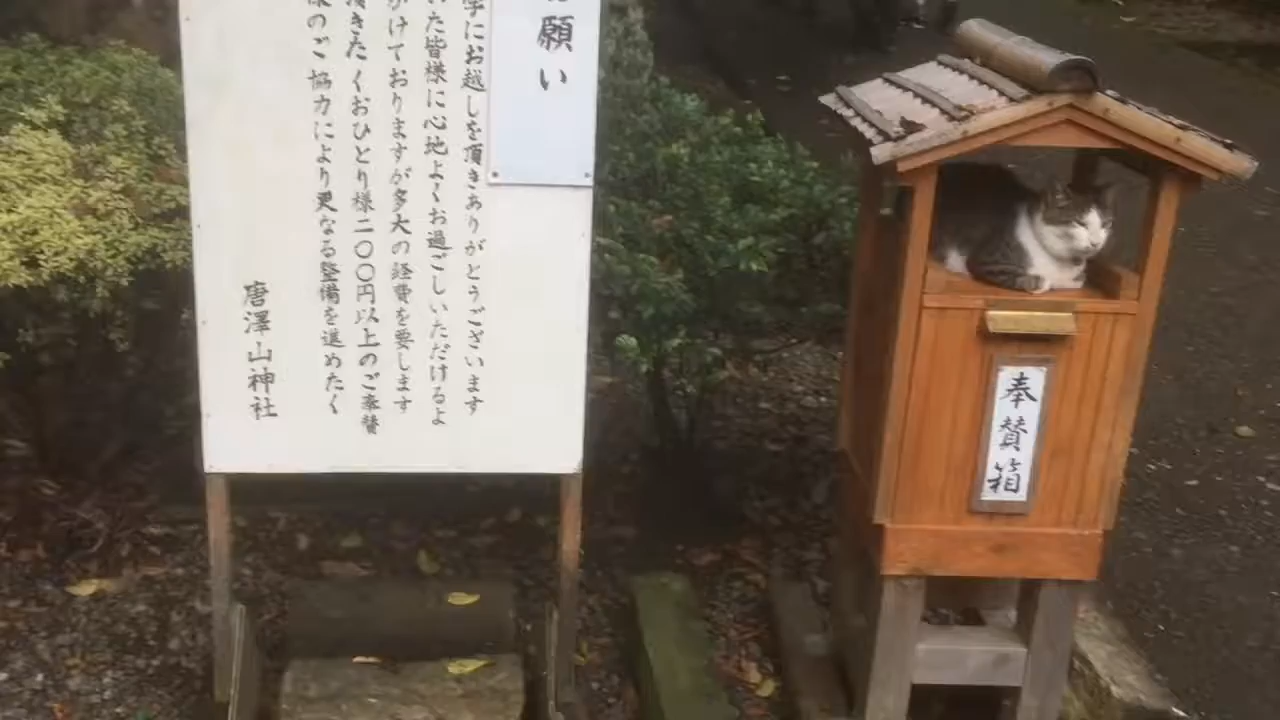 願い
にお越しを頂きありがとうございます
た皆様に心地よくお過ごしいただけるよ
けておりますが多大の経費を要します
きたくおひとり様二〇〇円以上のご奉賛
様のご協力により更なる整備を進めたく
唐澤山神社
奉賛箱